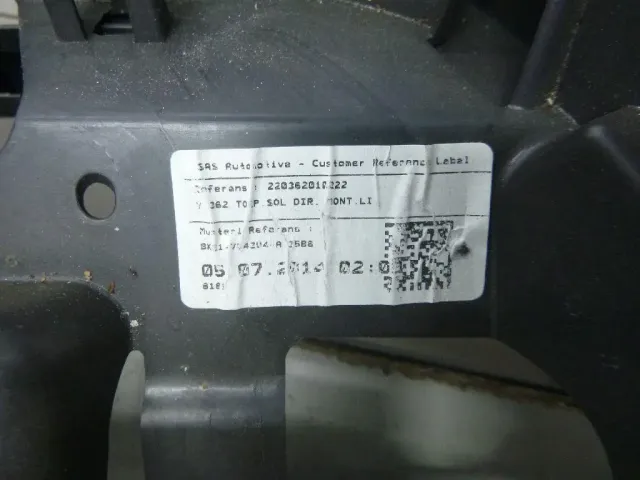 SAS Automotive - Customer Reference Label
Referans : 220362010222
V 362 TORP.SOL DIR. MONT.LI
Musteri Referans :
05 07.2014 02:0